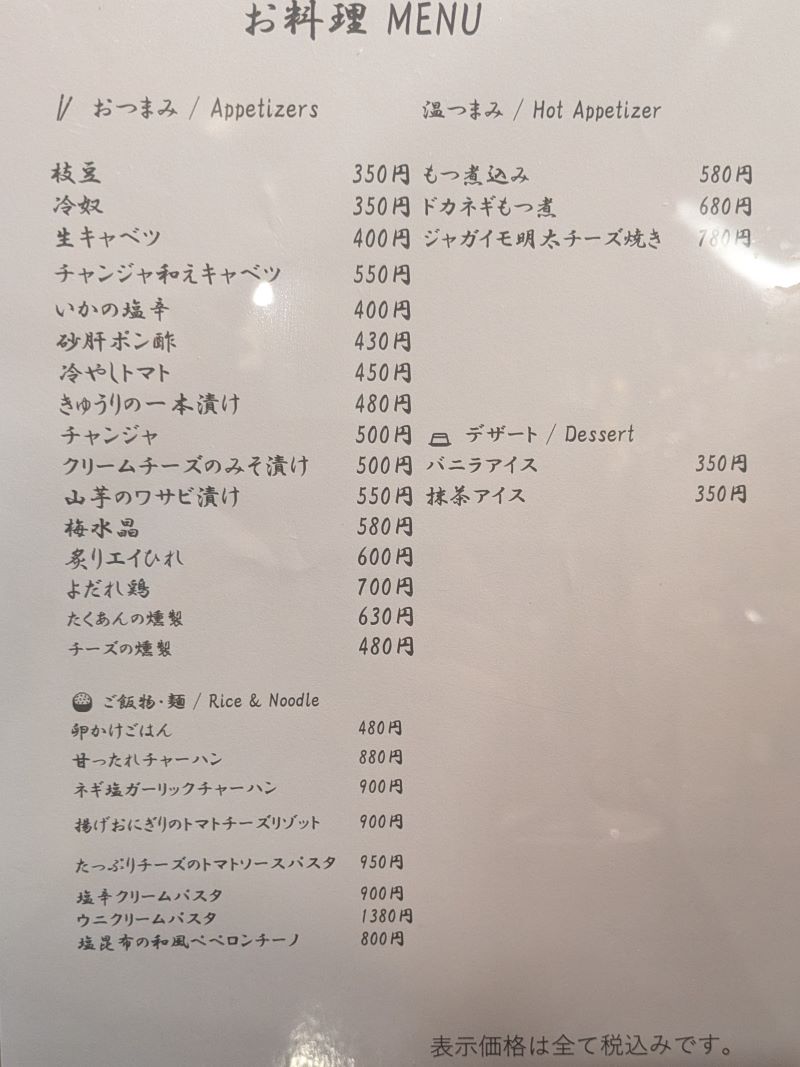 お料理 MENU
おつまみ / Appetizers
枝豆 350円
冷奴 350円
生キャベツ 400円
チャンジャ和えキャベツ 550円
いかの塩辛 400円
砂肝ポン酢 430円
冷やしトマト 450円
きゅうりの一本漬け 480円
チャンジャ 500円
クリームチーズのみそ漬け 500円
山芋のワサビ漬け 550円
梅水晶 580円
炙りエイひれ 600円
よだれ鶏 700円
たくあんの燻製 630円
チーズの燻製 480円
ご飯物・麺 / Rice & Noodle
卵かけごはん 480円
甘ったれチャーハン 880円
ネギ塩ガーリックチャーハン 900円
揚げおにぎりのトマトチーズリゾット 900円
たっぷりチーズのトマトソースパスタ 950円
塩辛クリームパスタ 900円
ウニクリームパスタ 1380円
塩昆布の和風ペペロンチーノ 800円
温つまみ / Hot Appetizer
もつ煮込み 580円
ドカネギもつ煮 680円
ジャガイモ明太チーズ焼き 780円
デザート / Dessert
バニラアイス 350円
抹茶アイス 350円
表示価格は全て税込みです。